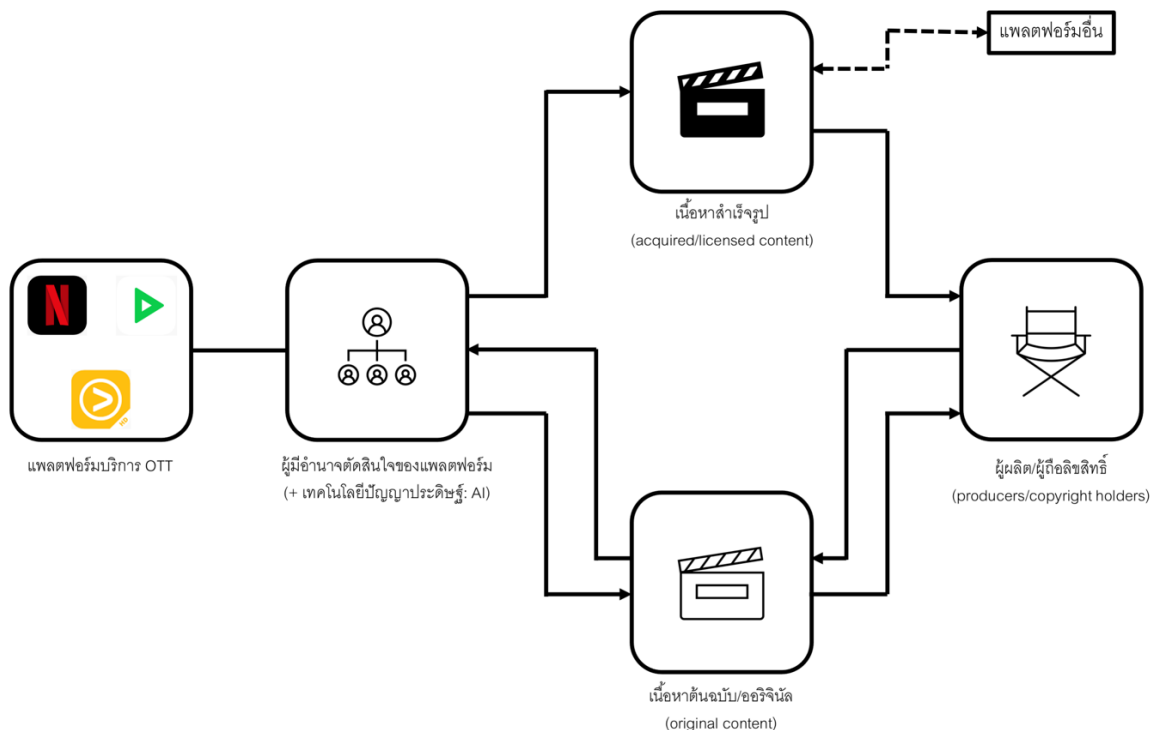 แพลตฟอร์มอื่น
เนื้อหาสำเร็จรูป
(acquired/licensed content)
N
HD
แพลตฟอร์มบริการ OTT
ผู้มีอำนาจตัดสินใจของแพลตฟอร์ม
(+ เทคโนโลยีปัญญาประดิษฐ์: AI)
ผู้ผลิต/ผู้ถือลิขสิทธิ์
(producers/copyright holders)
เนื้อหาต้นฉบับ/ออริจินัล
(original content)